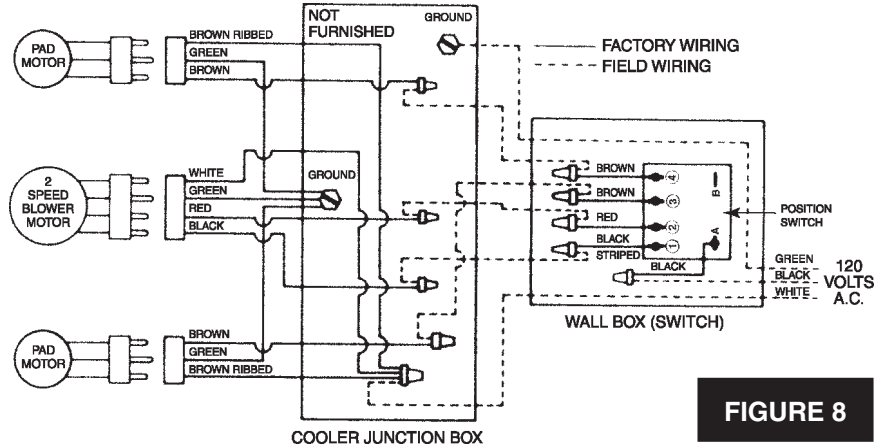 NOT
FURNISHED
GROUND
FACTORY WIRING
FIELD WIRING
PAD
MOTOR
BROWN RIBBED
GREEN
BROWN
2
SPEED
BLOWER
MOTOR
WHITE
GREEN
RED
BLACK
GROUND
BROWN
4
B
BROWN
3
RED
2
BLACK
1
STRIPED
A
BLACK
POSITION
SWITCH
GREEN
BLACK
WHITE
120
VOLTS
A.C.
WALL BOX (SWITCH)
PAD
MOTOR
BROWN
GREEN
BROWN RIBBED
COOLER JUNCTION BOX
FIGURE 8